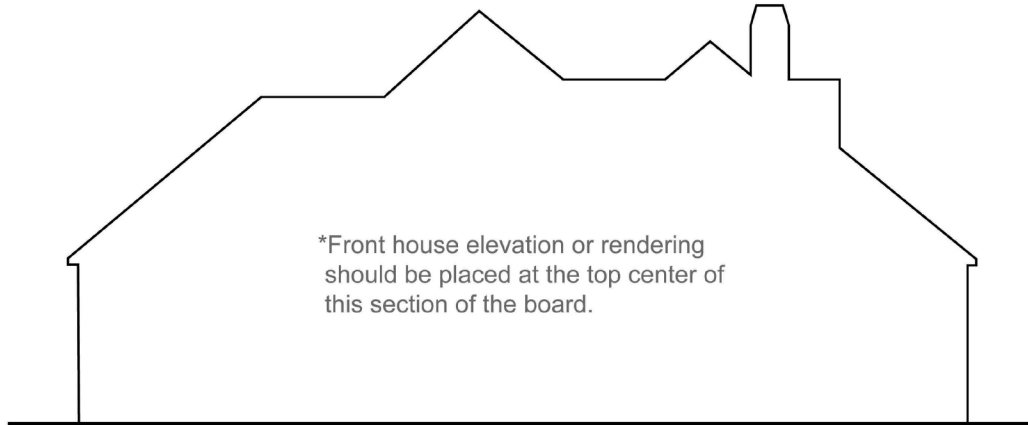 *Front house elevation or rendering
should be placed at the top center of
this section of the board.